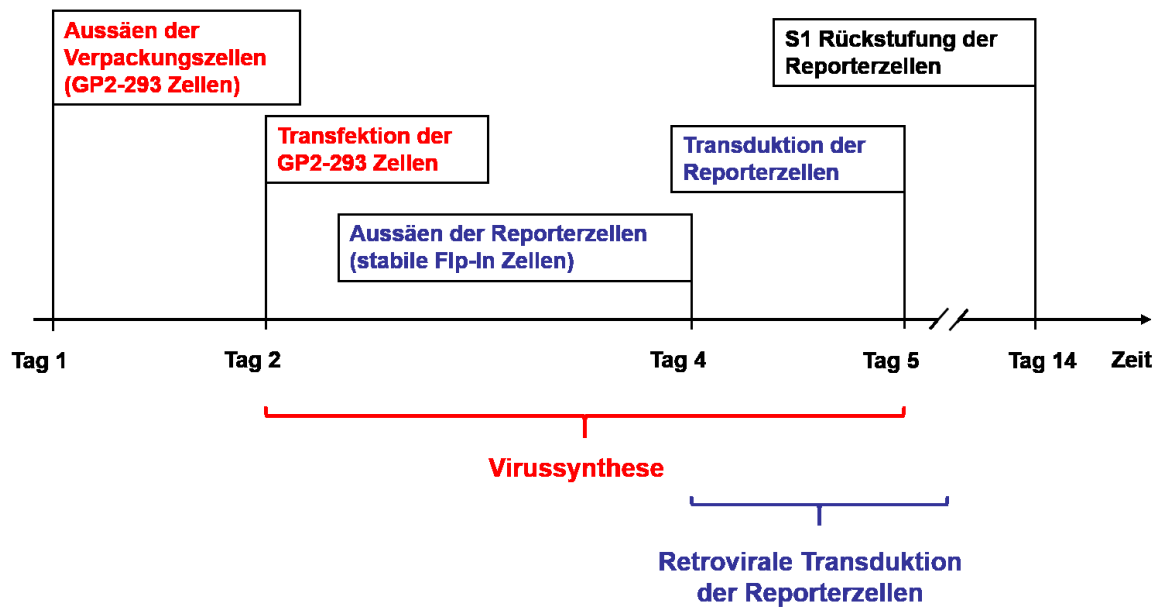 Aussäen der
Verpackungszellen
(GP2-293 Zellen)
S1 Rückstufung der
Reporterzellen
Transfektion der
GP2-293 Zellen
Transduktion der
Reporterzellen
Aussäen der Reporterzellen
(stabile Flp-In Zellen)
Tag 1
Tag 2
Tag 4
Tag 5
Tag 14
Zeit
Virussynthese
Retrovirale Transduktion
der Reporterzellen